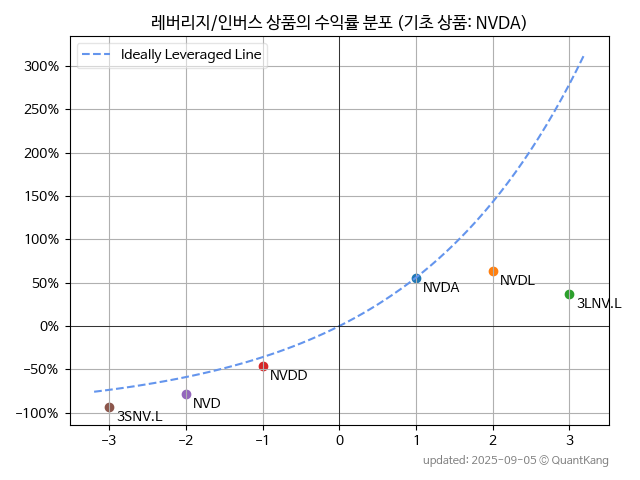 레버리지/인버스 상품의 수익률 분포 (기초 상품: NVDA)
Ideally Leveraged Line
300%
250%
200%
150%
100%
50%
0%
−50%
−100%
NVDA
NVDL
3LNV.L
NVDD
NVD
3SNV.L
−3
−2
−1
0
1
2
3
updated: 2025-09-05 © QuantKang